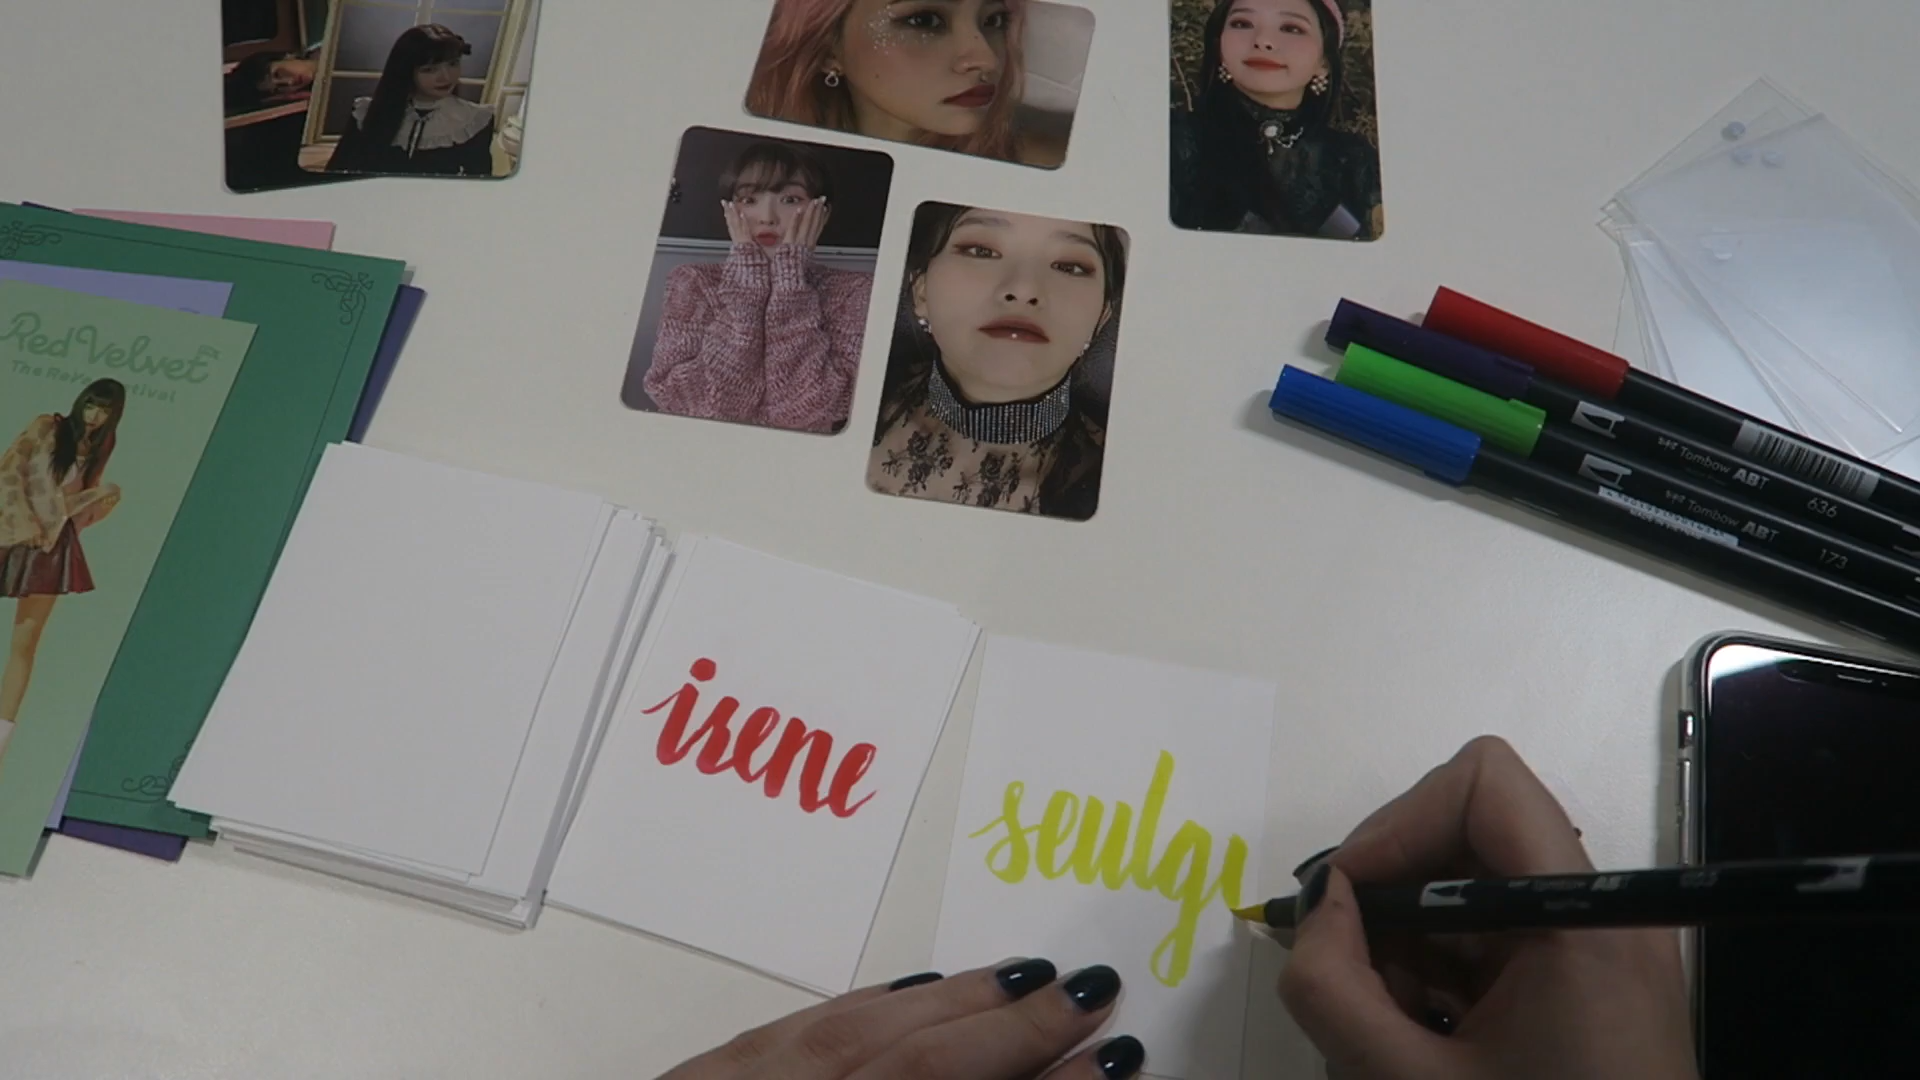 Red Velvet
The ReVe Festival
irene
seulgi
Tombow ABT
636
Tombow ABT
173